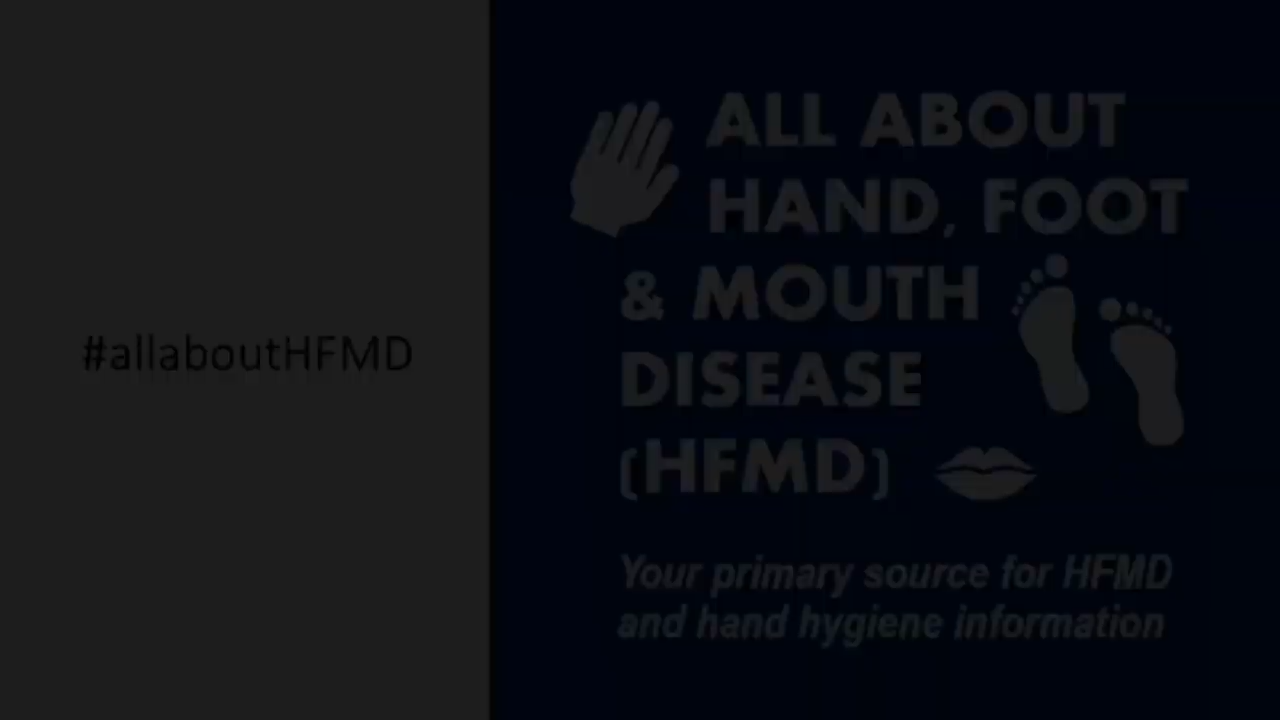 #allaboutHFMD
ALL ABOUT
HAND, FOOT
& MOUTH
DISEASE
(HFMD)
Your primary source for HFMD
and hand hygiene information